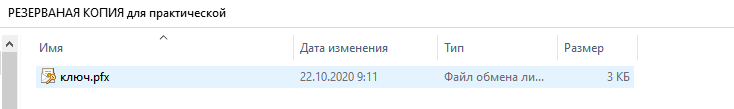 РЕЗЕРВАНАЯ КОПИЯ для практической
Имя Дата изменения Тип Размер
ключ.pfx 22.10.2020 9:11 Файл обмена ли... 3 КБ